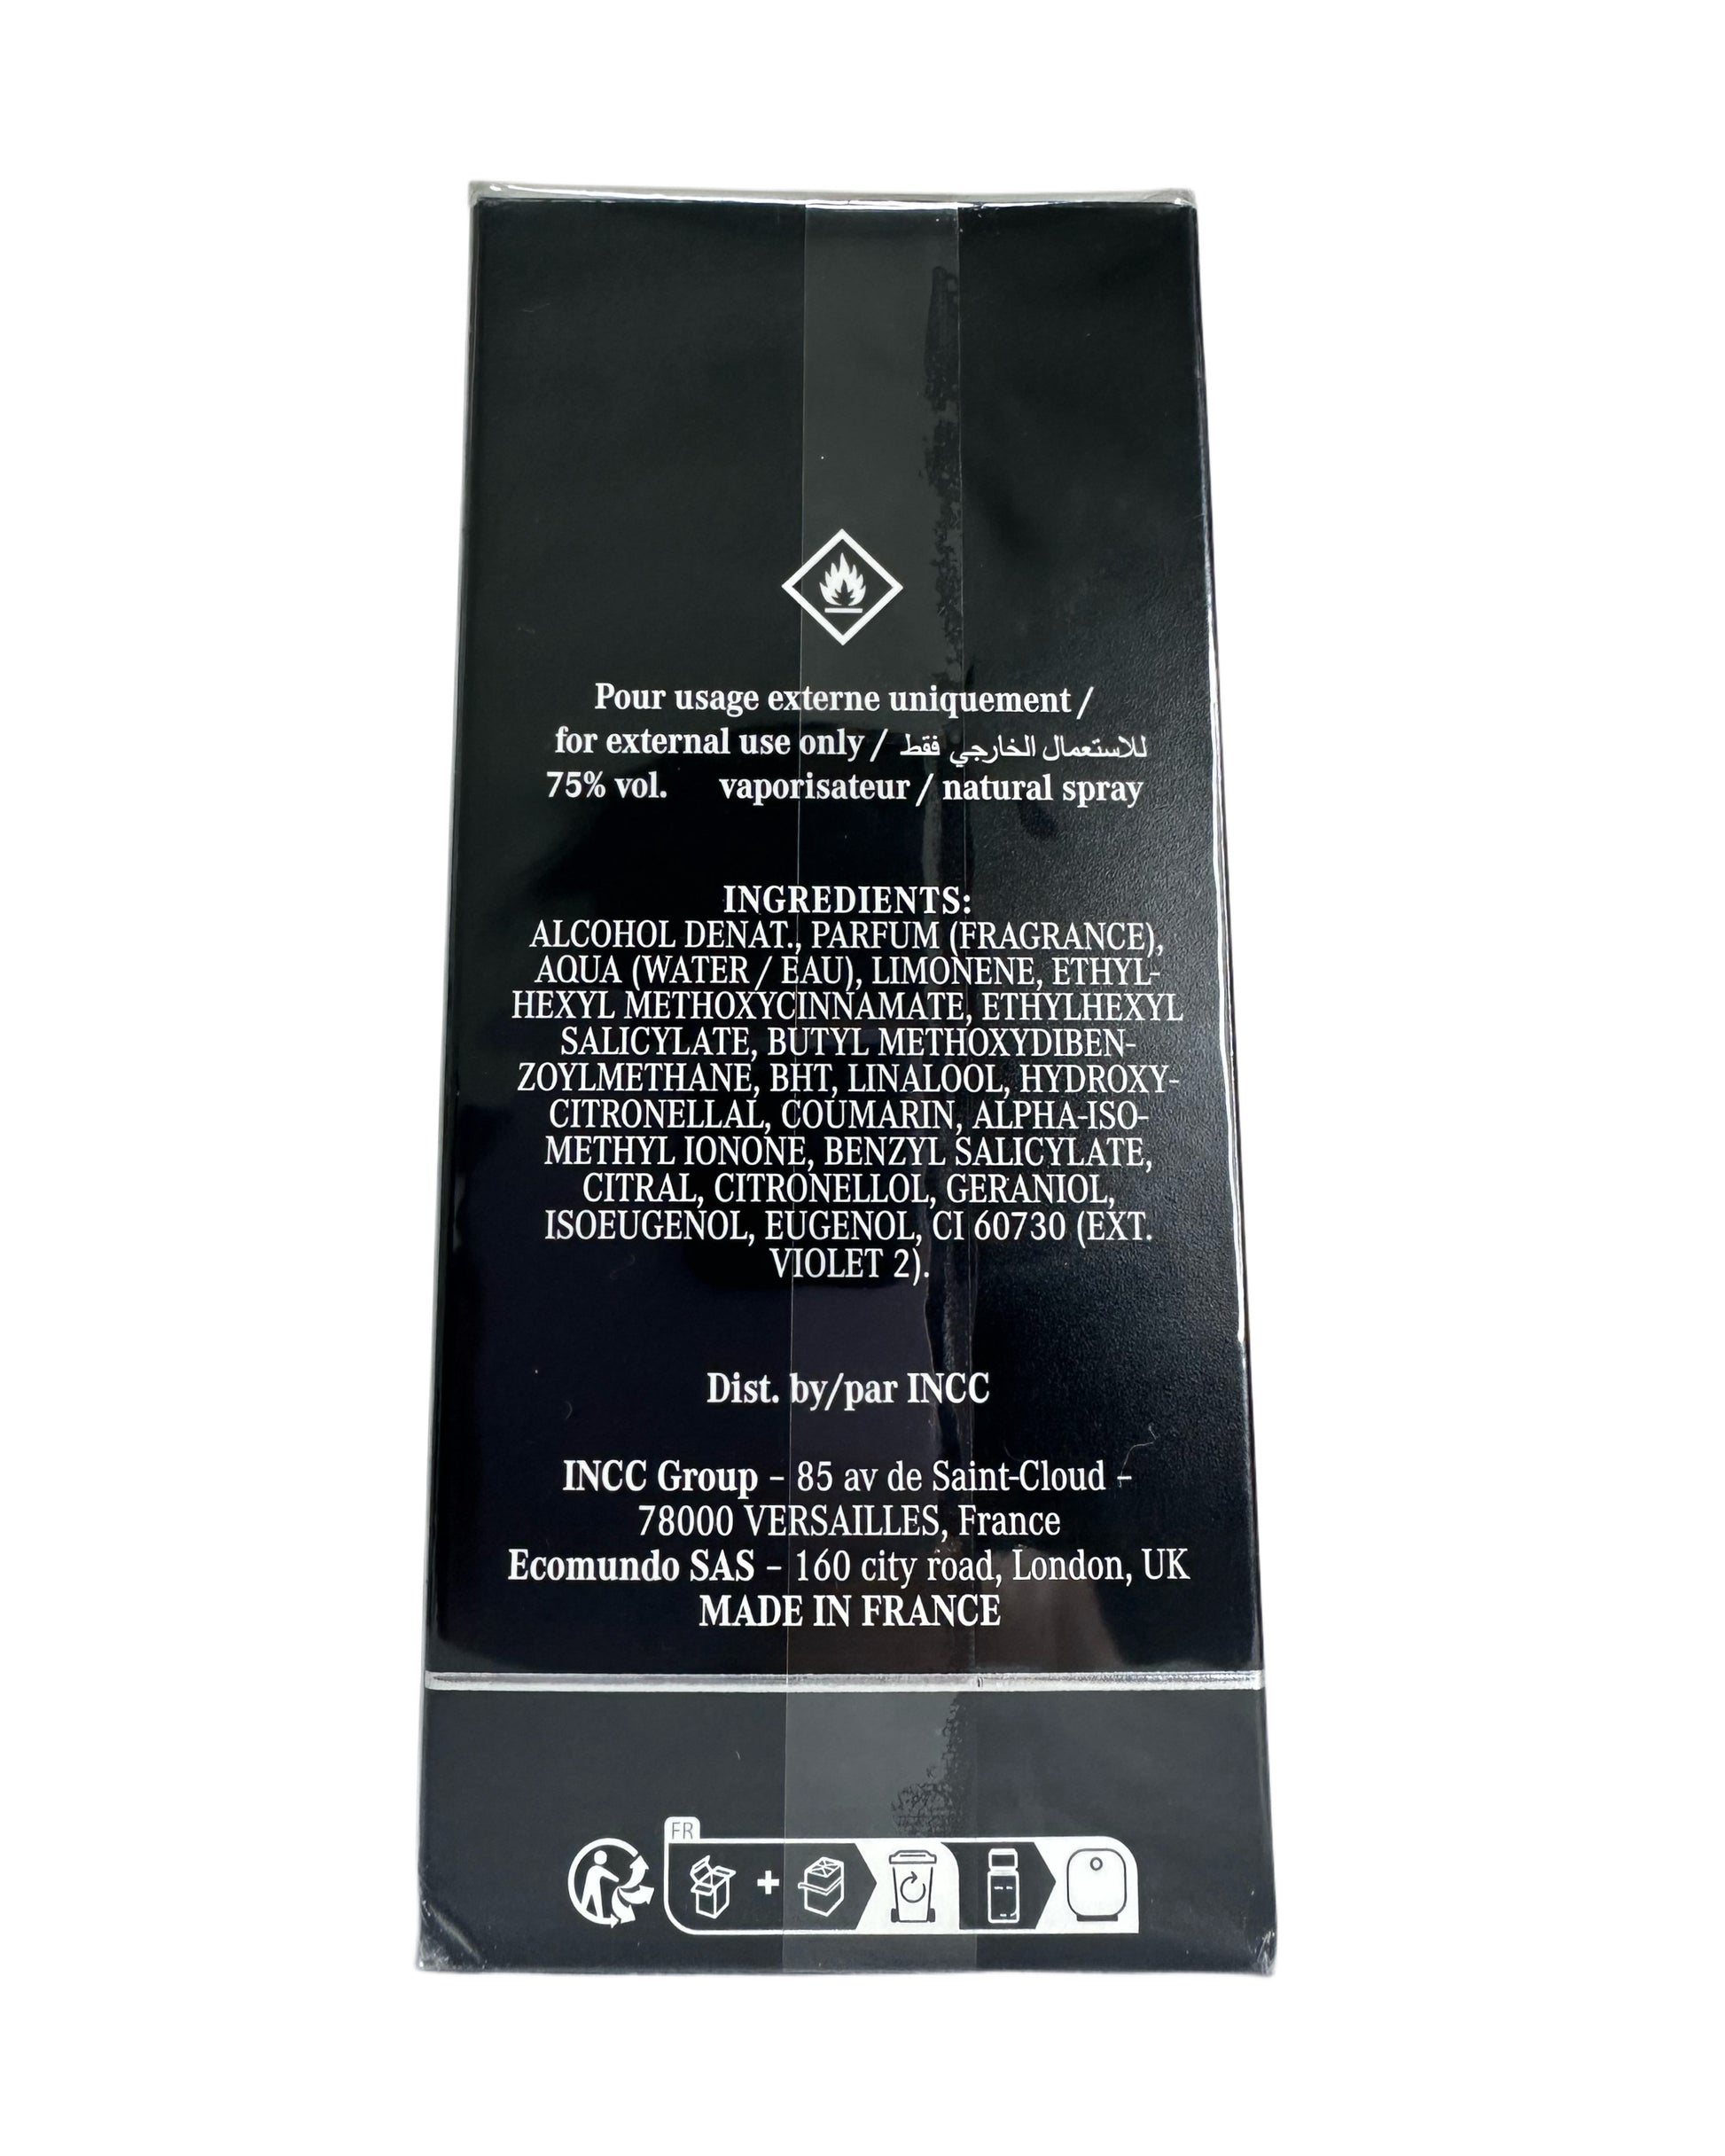 Pour usage externe uniquement /
for external use only / للاستعمال الخارجي فقط
75% vol. vaporisateur / natural spray
INGREDIENTS:
ALCOHOL DENAT., PARFUM (FRAGRANCE),
AQUA (WATER / EAU), LIMONENE, ETHYL-
HEXYL METHOXYCINNAMATE, ETHYLHEXYL
SALICYLATE, BUTYL METHOXYDIBEN-
ZOYLMETHANE, BHT, LINALOOL, HYDROXY-
CITRONELLAL, COUMARIN, ALPHA-ISO-
METHYL IONONE, BENZYL SALICYLATE,
CITRAL, CITRONELLOL, GERANIOL,
ISOEUGENOL, EUGENOL, CI 60730 (EXT.
VIOLET 2).
Dist. by/par INCC
INCC Group – 85 av de Saint-Cloud –
78000 VERSAILLES, France
Ecomundo SAS – 160 city road, London, UK
MADE IN FRANCE
FR
+